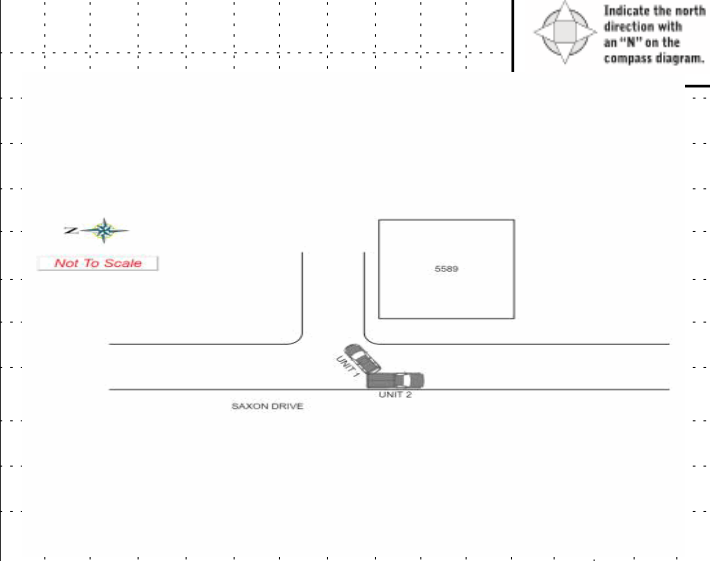 Indicate the north
direction with
an “N” on the
compass diagram.
N
Not To Scale
5589
UNIT 1
UNIT 2
SAXON DRIVE